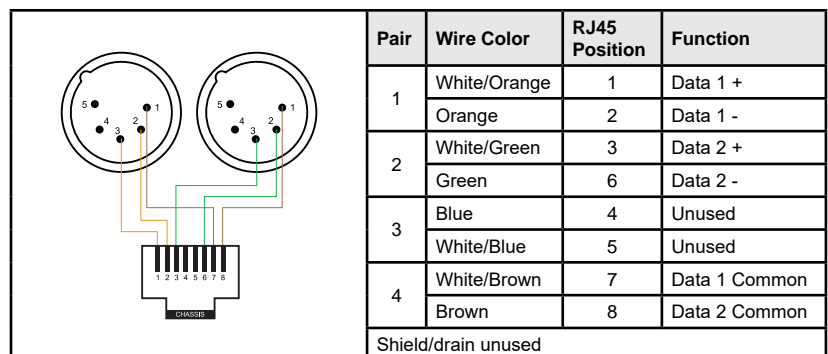 5 1
4 2
3
5 1
4 2
3
1 2 3 4 5 6 7 8
CHASSIS
Pair Wire Color RJ45 Position Function
1 White/Orange 1 Data 1 +
Orange 2 Data 1 -
2 White/Green 3 Data 2 +
Green 6 Data 2 -
3 Blue 4 Unused
White/Blue 5 Unused
4 White/Brown 7 Data 1 Common
Brown 8 Data 2 Common
Shield/drain unused